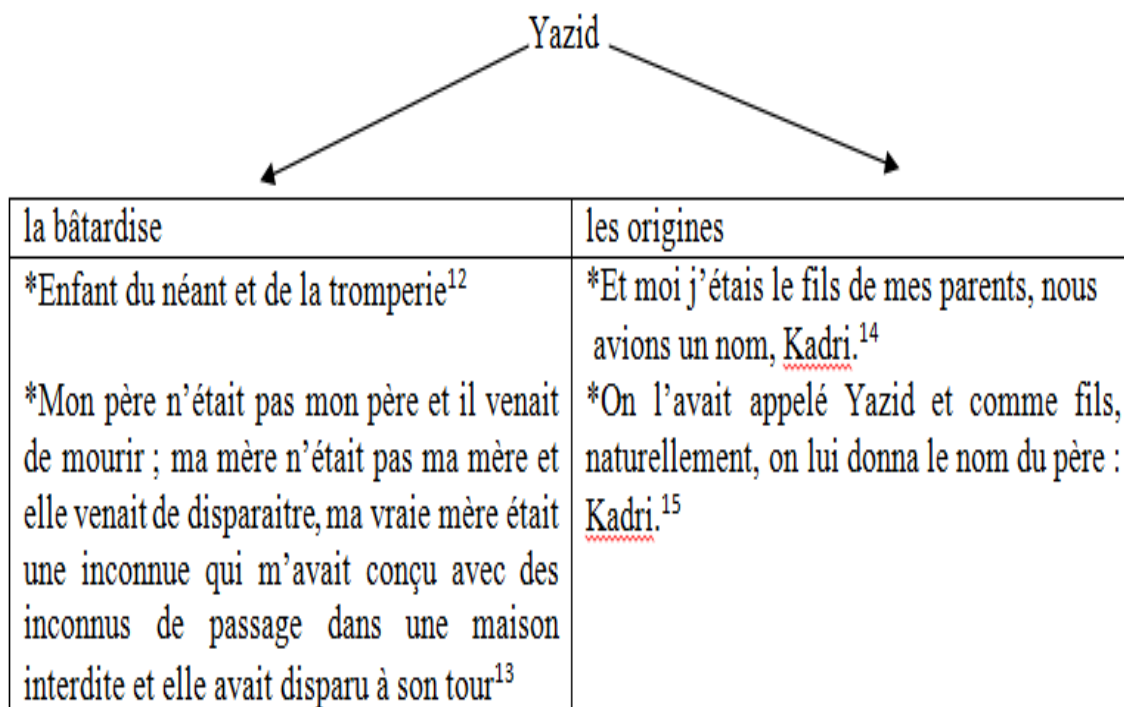 Yazid
la bâtardise
*Enfant du néant et de la tromperie12
*Mon père n’était pas mon père et il venait
de mourir ; ma mère n’était pas ma mère et
elle venait de disparaitre, ma vraie mère était
une inconnue qui m’avait conçu avec des
inconnus de passage dans une maison
interdite et elle avait disparu à son tour13
les origines
*Et moi j’étais le fils de mes parents, nous
avions un nom, Kadri.14
*On l’avait appelé Yazid et comme fils,
naturellement, on lui donna le nom du père :
Kadri.15